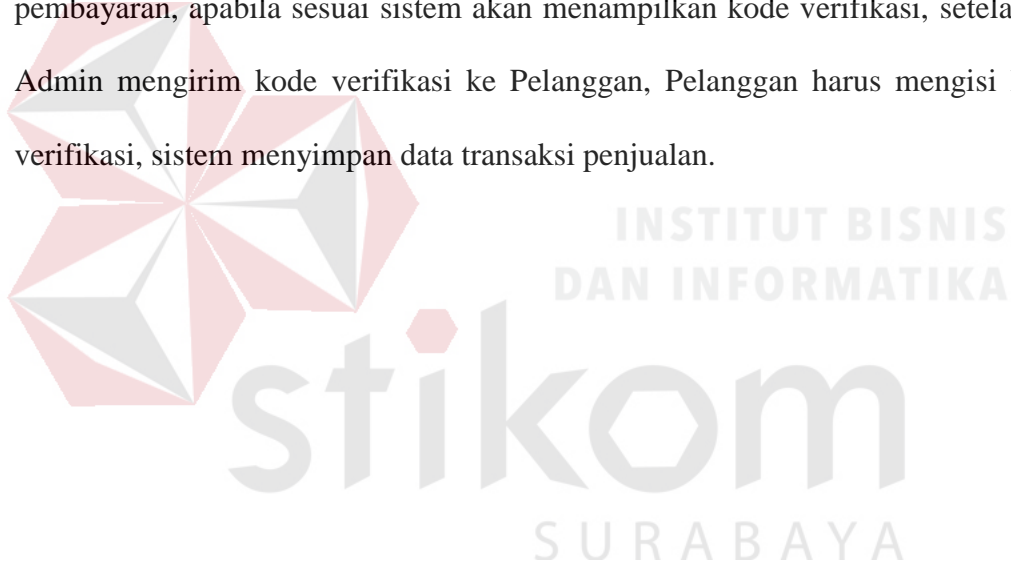 pembayaran, apabila sesuai sistem akan menampilkan kode verifikasi, setela
Admin mengirim kode verifikasi ke Pelanggan, Pelanggan harus mengisi
verifikasi, sistem menyimpan data transaksi penjualan.
INSTITUT BISNIS
DAN INFORMATIKA
stikom
SURABAYA